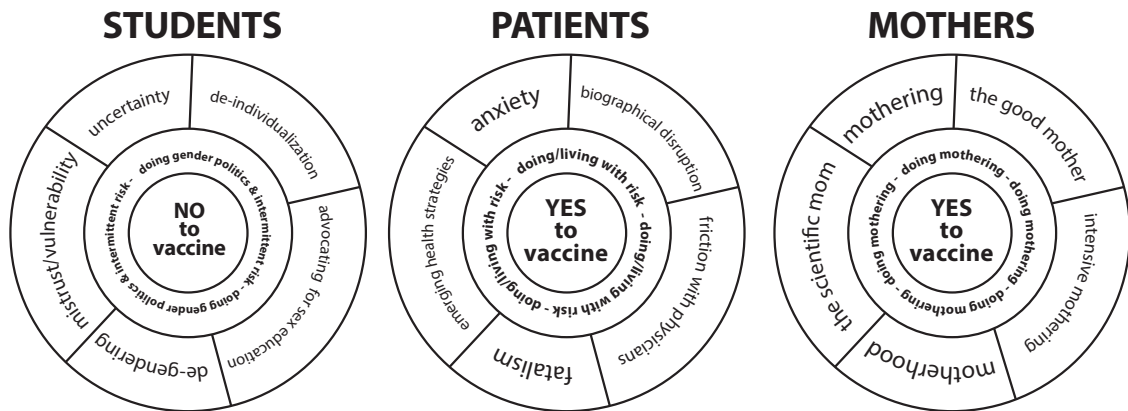 STUDENTS
uncertainty
de-individualization
advocating for sex education
de-gendering
mistrust/vulnerability
doing gender politics & intermittent risk - doing gender politics & intermittent risk -
NO
to
vaccine
PATIENTS
anxiety
biographical disruption
friction with physicians
fatalism
emerging health strategies
doing/living with risk - doing/living with risk - doing/living with risk -
YES
to
vaccine
MOTHERS
mothering
the good mother
intensive mothering
motherhood
the scientific mom
doing mothering - doing mothering - doing mothering - doing mothering -
YES
to
vaccine